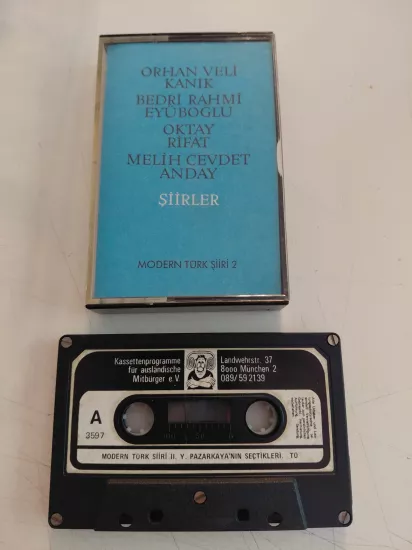 ORHAN VELİ
KANIK
BEDRİ RAHMİ
EYÜBOĞLU
OKTAY
RİFAT
MELİH CEVDET
ANDAY
ŞİİRLER
MODERN TÜRK ŞİİRİ 2
Kassettenprogramme
für ausländische
Mitbürger e.V.
Landwehrstr. 37
8000 München 2
089/592139
A
3597
MODERN TÜRK ŞİİRİ II. Y. PAZARKAYA'NIN SEÇTİKLERİ. TÜ